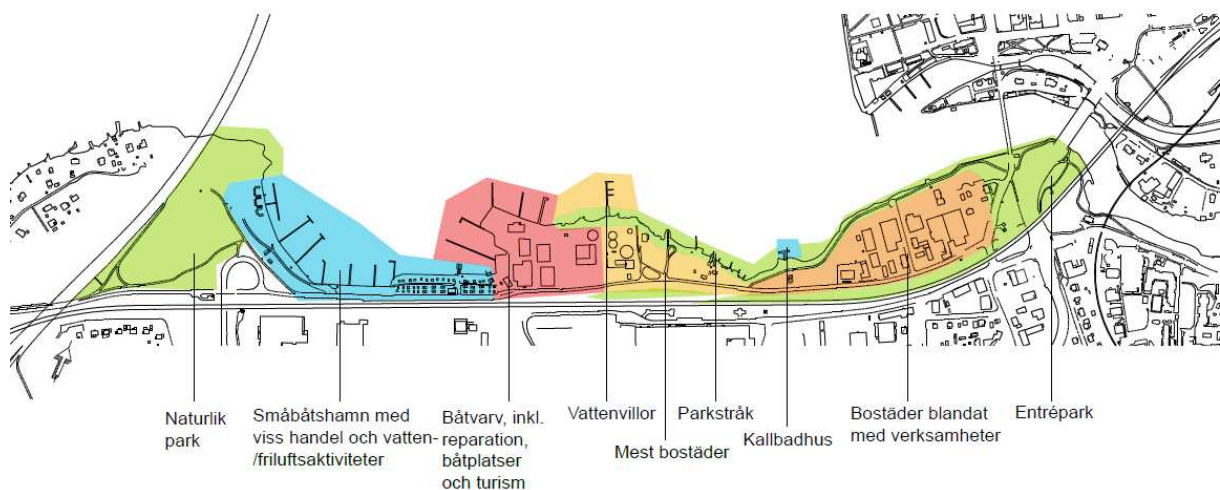 Naturlik
park
Småbåtshamn med
viss handel och vatten-
/friluftsaktiviteter
Båtvarv, inkl.
reparation,
båtplatser
och turism
Vattenvillor
Mest bostäder
Parkstråk
Kallbadhus
Bostäder blandat
med verksamheter
Entrépark